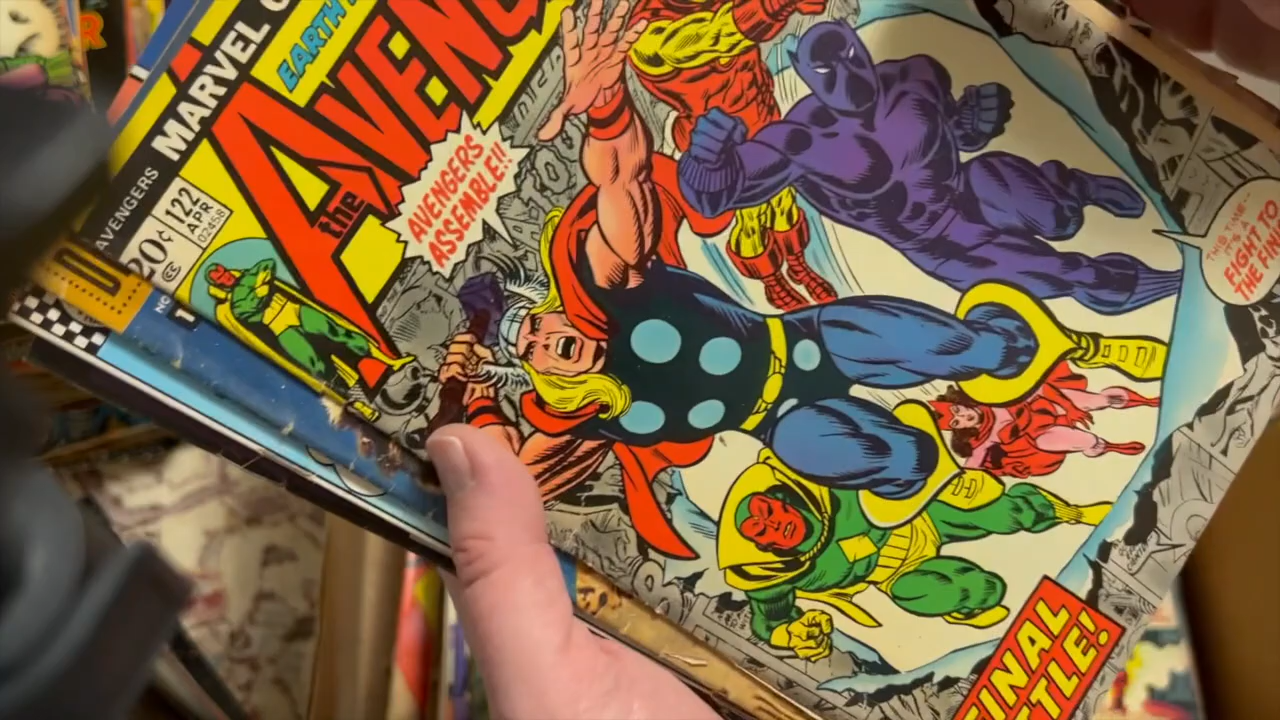 MARVEL C
EARTH
the AVENG
AVENGERS
20¢
CC
122
APR
02458
AVENGERS
ASSEMBLE!!
THIS TIME--
IT'S A
FIGHT TO
THE FIN
FINAL
TTLE!